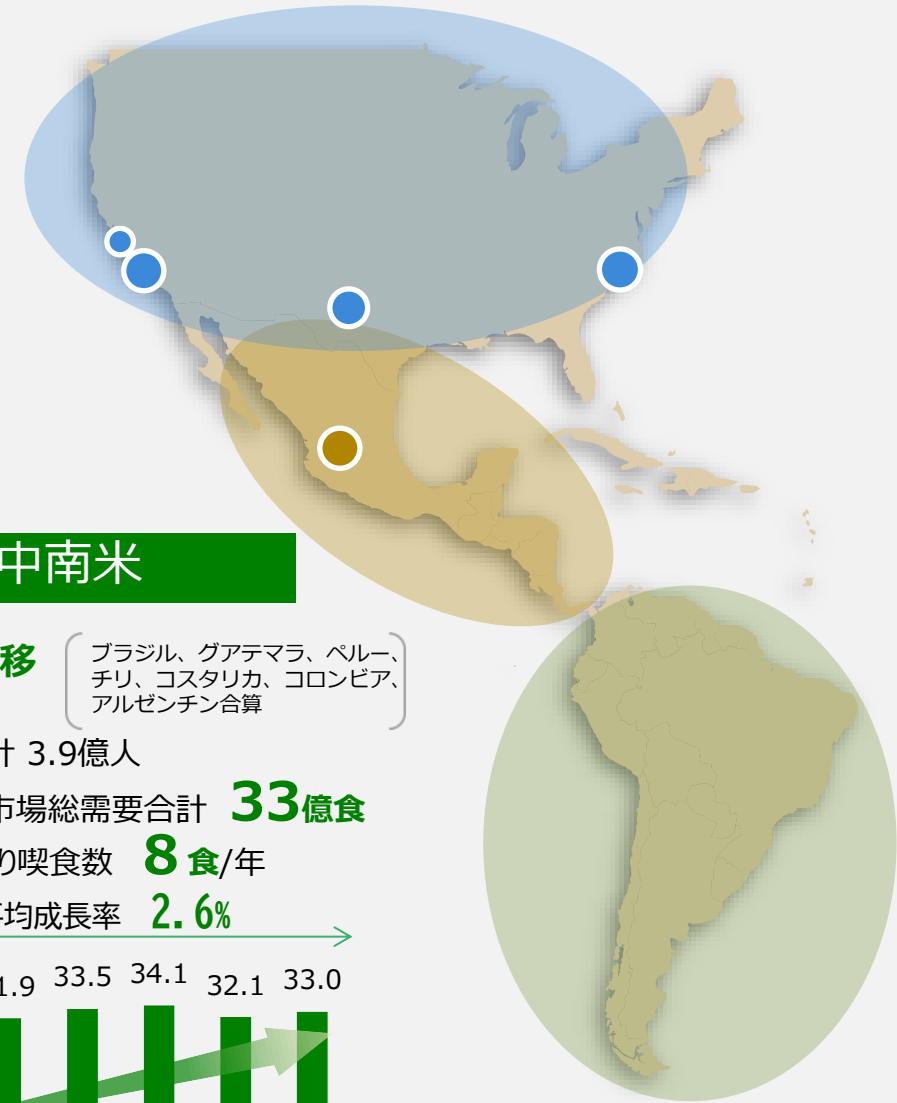 中南米
移
ブラジル、グアテマラ、ペルー、
チリ、コスタリカ、コロンビア、
アルゼンチン合算
計 3.9億人
市場総需要合計 33億食
り喫食数 8 食/年
均成長率 2.6%
1.9 33.5 34.1 32.1 33.0